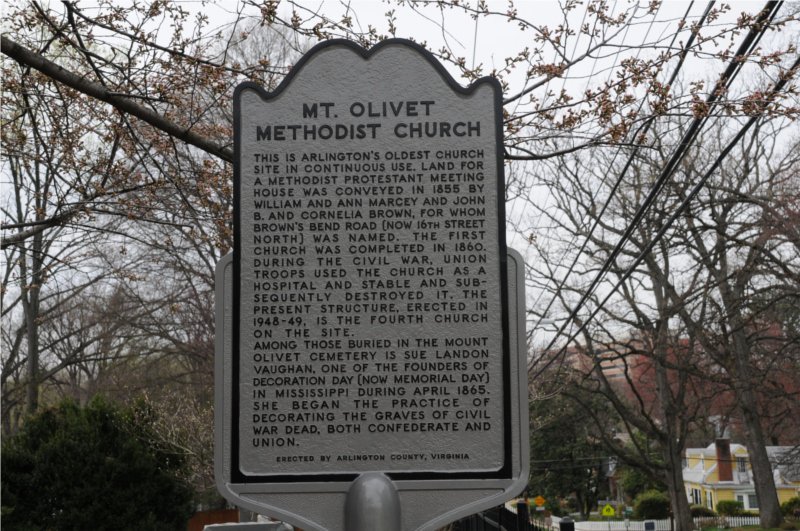 MT. OLIVET
METHODIST CHURCH
THIS IS ARLINGTON'S OLDEST CHURCH
SITE IN CONTINUOUS USE. LAND FOR
A METHODIST PROTESTANT MEETING
HOUSE WAS CONVEYED IN 1855 BY
WILLIAM AND ANN MARCEY AND JOHN
B. AND CORNELIA BROWN, FOR WHOM
BROWN'S BEND ROAD (NOW 16TH STREET
NORTH) WAS NAMED. THE FIRST
CHURCH WAS COMPLETED IN 1860.
DURING THE CIVIL WAR, UNION
TROOPS USED THE CHURCH AS A
HOSPITAL AND STABLE AND SUB-
SEQUENTLY DESTROYED IT. THE
PRESENT STRUCTURE, ERECTED IN
1948-49, IS THE FOURTH CHURCH
ON THE SITE.
AMONG THOSE BURIED IN THE MOUNT
OLIVET CEMETERY IS SUE LANDON
VAUGHAN, ONE OF THE FOUNDERS OF
DECORATION DAY (NOW MEMORIAL DAY)
IN MISSISSIPPI DURING APRIL 1865.
SHE BEGAN THE PRACTICE OF
DECORATING THE GRAVES OF CIVIL
WAR DEAD, BOTH CONFEDERATE AND
UNION.
ERECTED BY ARLINGTON COUNTY, VIRGINIA